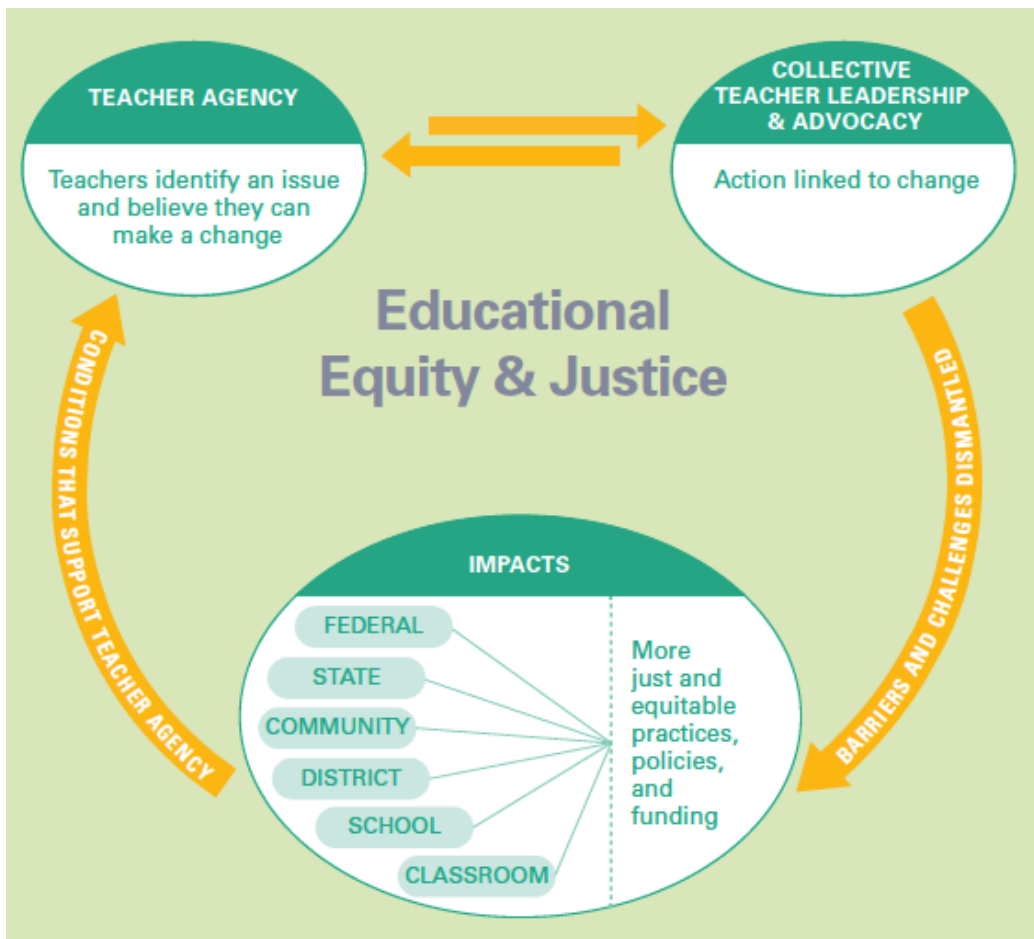 TEACHER AGENCY
Teachers identify an issue
and believe they can
make a change
COLLECTIVE
TEACHER LEADERSHIP
& ADVOCACY
Action linked to change
Educational
Equity & Justice
CONDITIONS THAT SUPPORT TEACHER AGENCY
BARRIERS AND CHALLENGES DISMANTLED
IMPACTS
FEDERAL
STATE
COMMUNITY
DISTRICT
SCHOOL
CLASSROOM
More
just and
equitable
practices,
policies,
and
funding